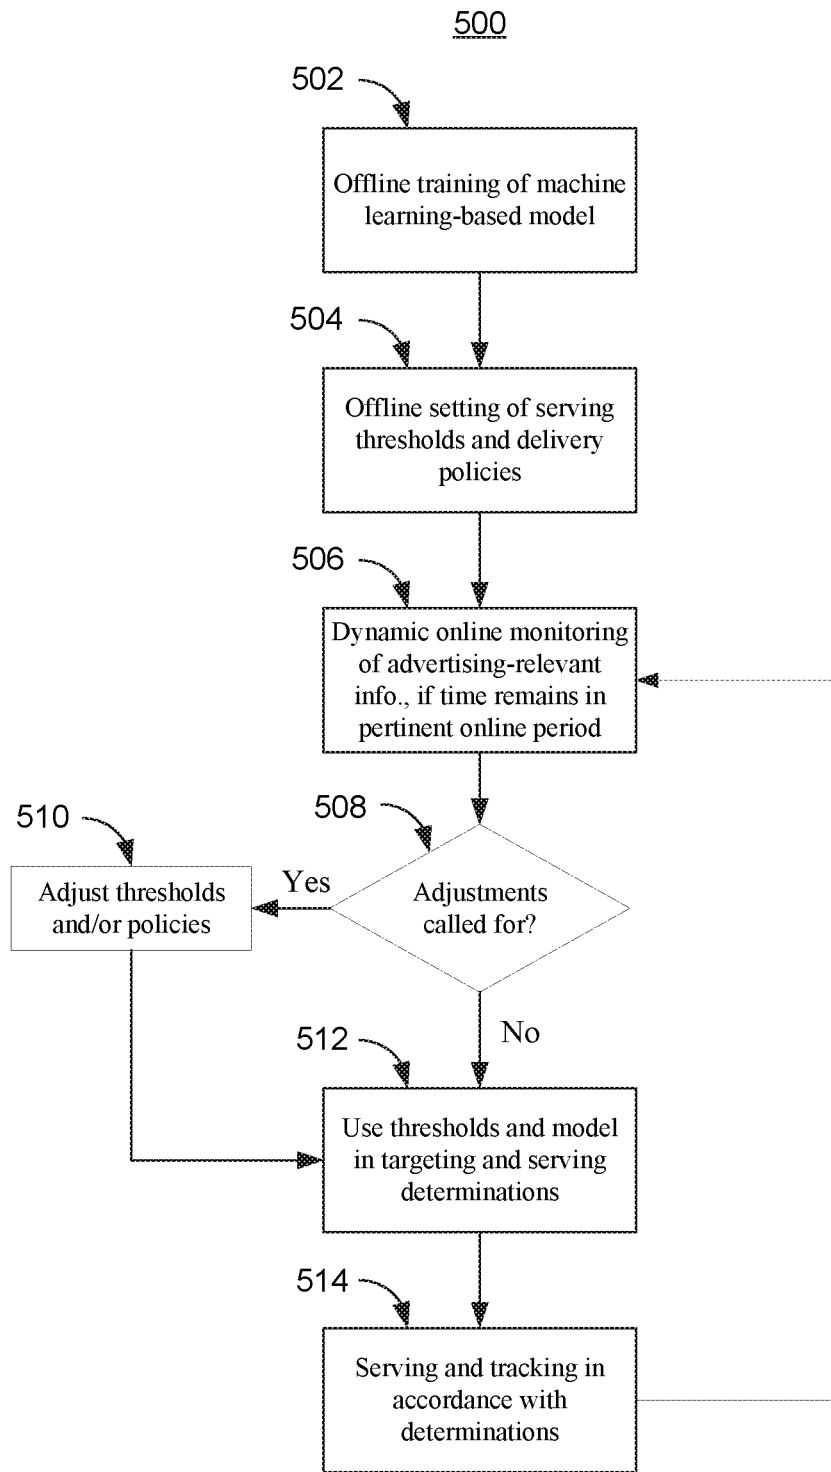 500
502
Offline training of machine
learning-based model
504
Offline setting of serving
thresholds and delivery
policies
506
Dynamic online monitoring
of advertising-relevant
info., if time remains in
pertinent online period
508
Adjustments
called for?
Yes
510
Adjust thresholds
and/or policies
No
512
Use thresholds and model
in targeting and serving
determinations
514
Serving and tracking in
accordance with
determinations